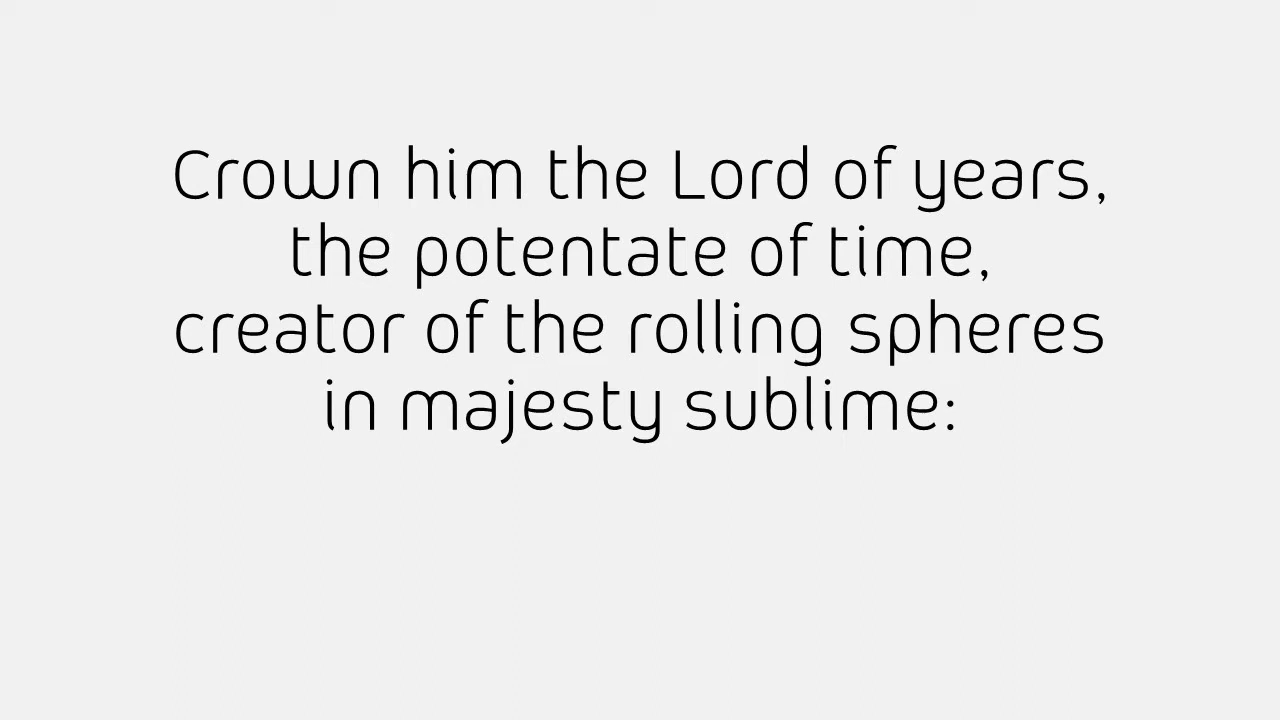 Crown him the Lord of years,
the potentate of time,
creator of the rolling spheres
in majesty sublime: